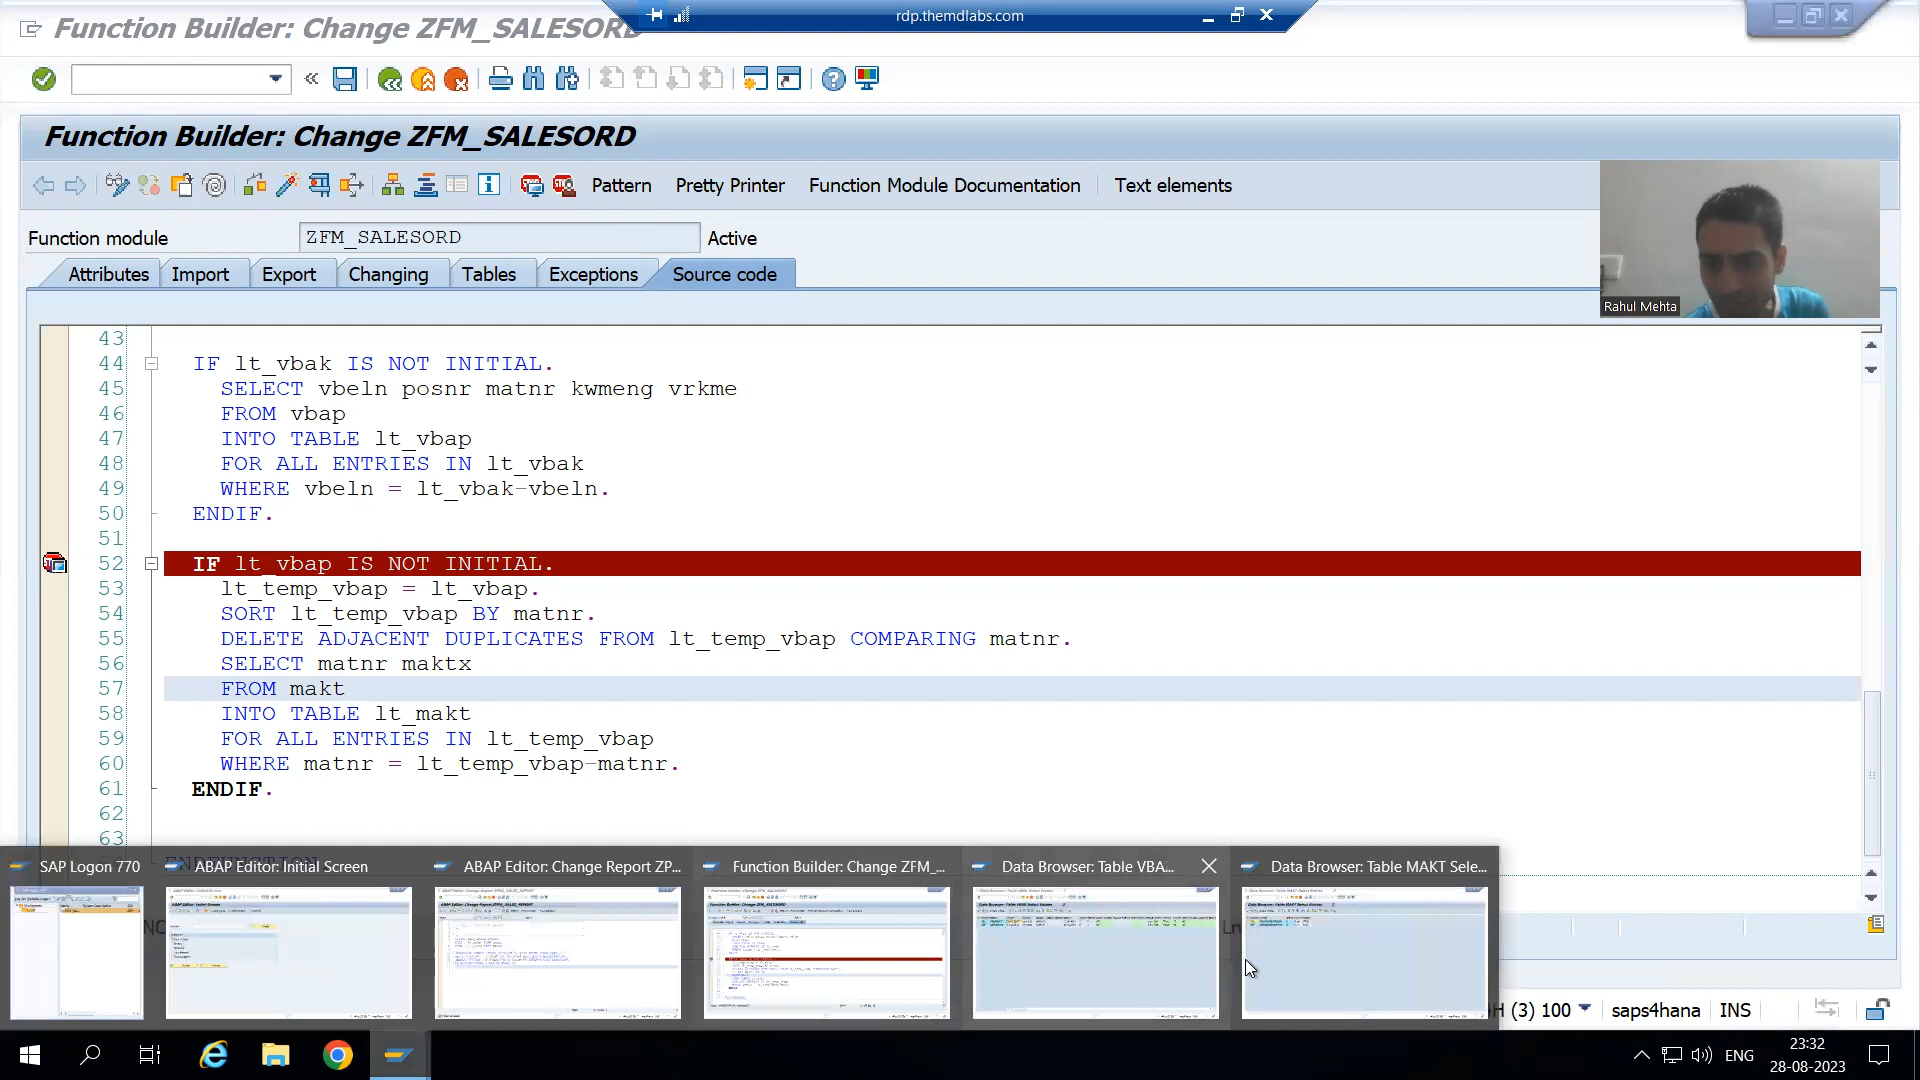 Function Builder: Change ZFM_SALESORD
rdp.themdlabs.com
Function Builder: Change ZFM_SALESORD
Pattern Pretty Printer Function Module Documentation Text elements
Function module ZFM_SALESORD Active
Attributes Import Export Changing Tables Exceptions Source code
Rahul Mehta
43
44 IF lt_vbak IS NOT INITIAL.
45 SELECT vbeln posnr matnr kwmeng vrkme
46 FROM vbap
47 INTO TABLE lt_vbap
48 FOR ALL ENTRIES IN lt_vbak
49 WHERE vbeln = lt_vbak-vbeln.
50 ENDIF.
51
52 IF lt_vbap IS NOT INITIAL.
53 lt_temp_vbap = lt_vbap.
54 SORT lt_temp_vbap BY matnr.
55 DELETE ADJACENT DUPLICATES FROM lt_temp_vbap COMPARING matnr.
56 SELECT matnr maktx
57 FROM makt
58 INTO TABLE lt_makt
59 FOR ALL ENTRIES IN lt_temp_vbap
60 WHERE matnr = lt_temp_vbap-matnr.
61 ENDIF.
62
63
SAP Logon 770 ABAP Editor: Initial Screen ABAP Editor: Change Report ZP... Function Builder: Change ZFM_... Data Browser: Table VBA... Data Browser: Table MAKT Sele...
(3) 100 saps4hana INS
ENG
23:32
28-08-2023